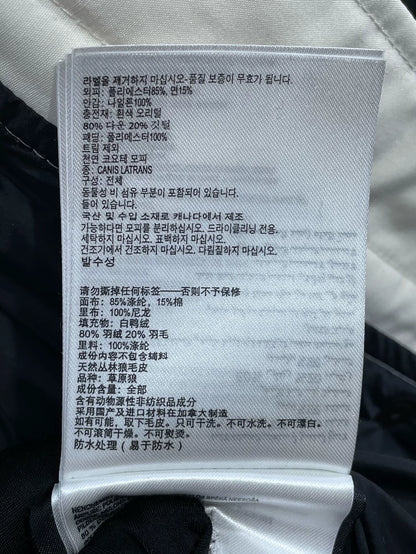 라벨을 제거하지 마십시오-품질 보증이 무효가 됩니다.
외피: 폴리에스터85%, 면15%
안감: 나일론100%
충전재: 흰색 오리털
80% 다운 20% 깃털
패딩: 폴리에스터100%
트림 제외
천연 코요테 모피
종: CANIS LATRANS
구성: 전체
동물성 비 섬유 부분이 포함되어 있습니다.
들어 있습니다.
국산 및 수입 소재로 캐나다에서 제조
가능하다면 모피를 분리하십시오. 드라이클리닝 전용.
세탁하지 마십시오. 표백하지 마십시오.
건조기에서 건조하지 마십시오. 다림질하지 마십시오.
발수성
请勿撕掉任何标签——否则不予保修
面布: 85%涤纶, 15%棉
里布: 100%尼龙
填充物: 白鸭绒
80%羽绒 20%羽毛
里料: 100%涤纶
成份内容不包含辅料
天然丛林狼毛皮
品种: 草原狼
成份含量: 全部
含有动物源性非纺织品成分
采用国产及进口材料在加拿大制造
如有可能，取下毛皮。只可干洗。不可水洗。不可漂白。
不可滚筒干燥。不可熨烫。
防水处理（易于防水）